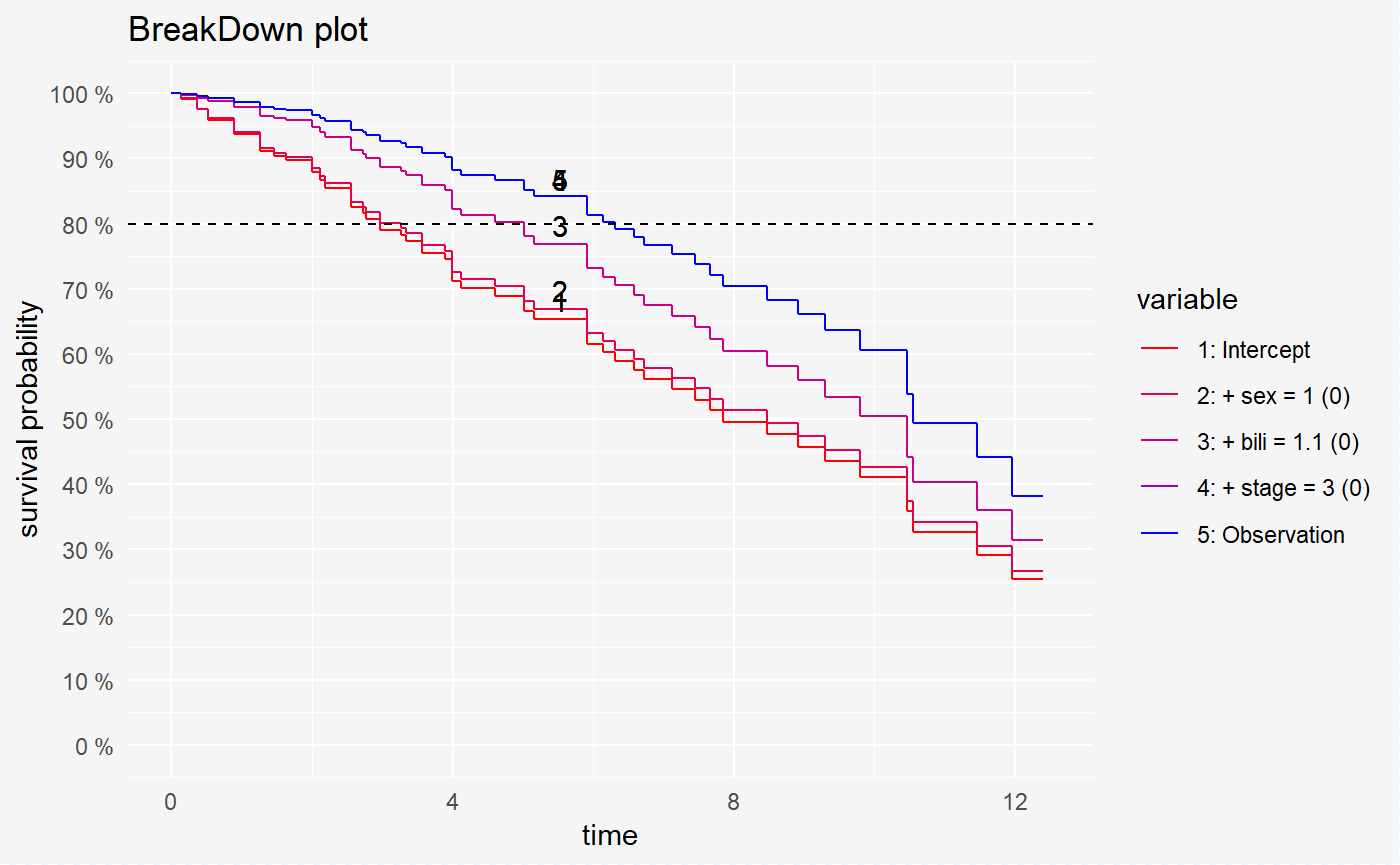 BreakDown plot
100 %
90 %
80 %
70 %
60 %
50 %
40 %
30 %
20 %
10 %
0 %
survival probability
5
4
3
2
1
0 4 8 12
time
variable
1: Intercept
2: + sex = 1 (0)
3: + bili = 1.1 (0)
4: + stage = 3 (0)
5: Observation